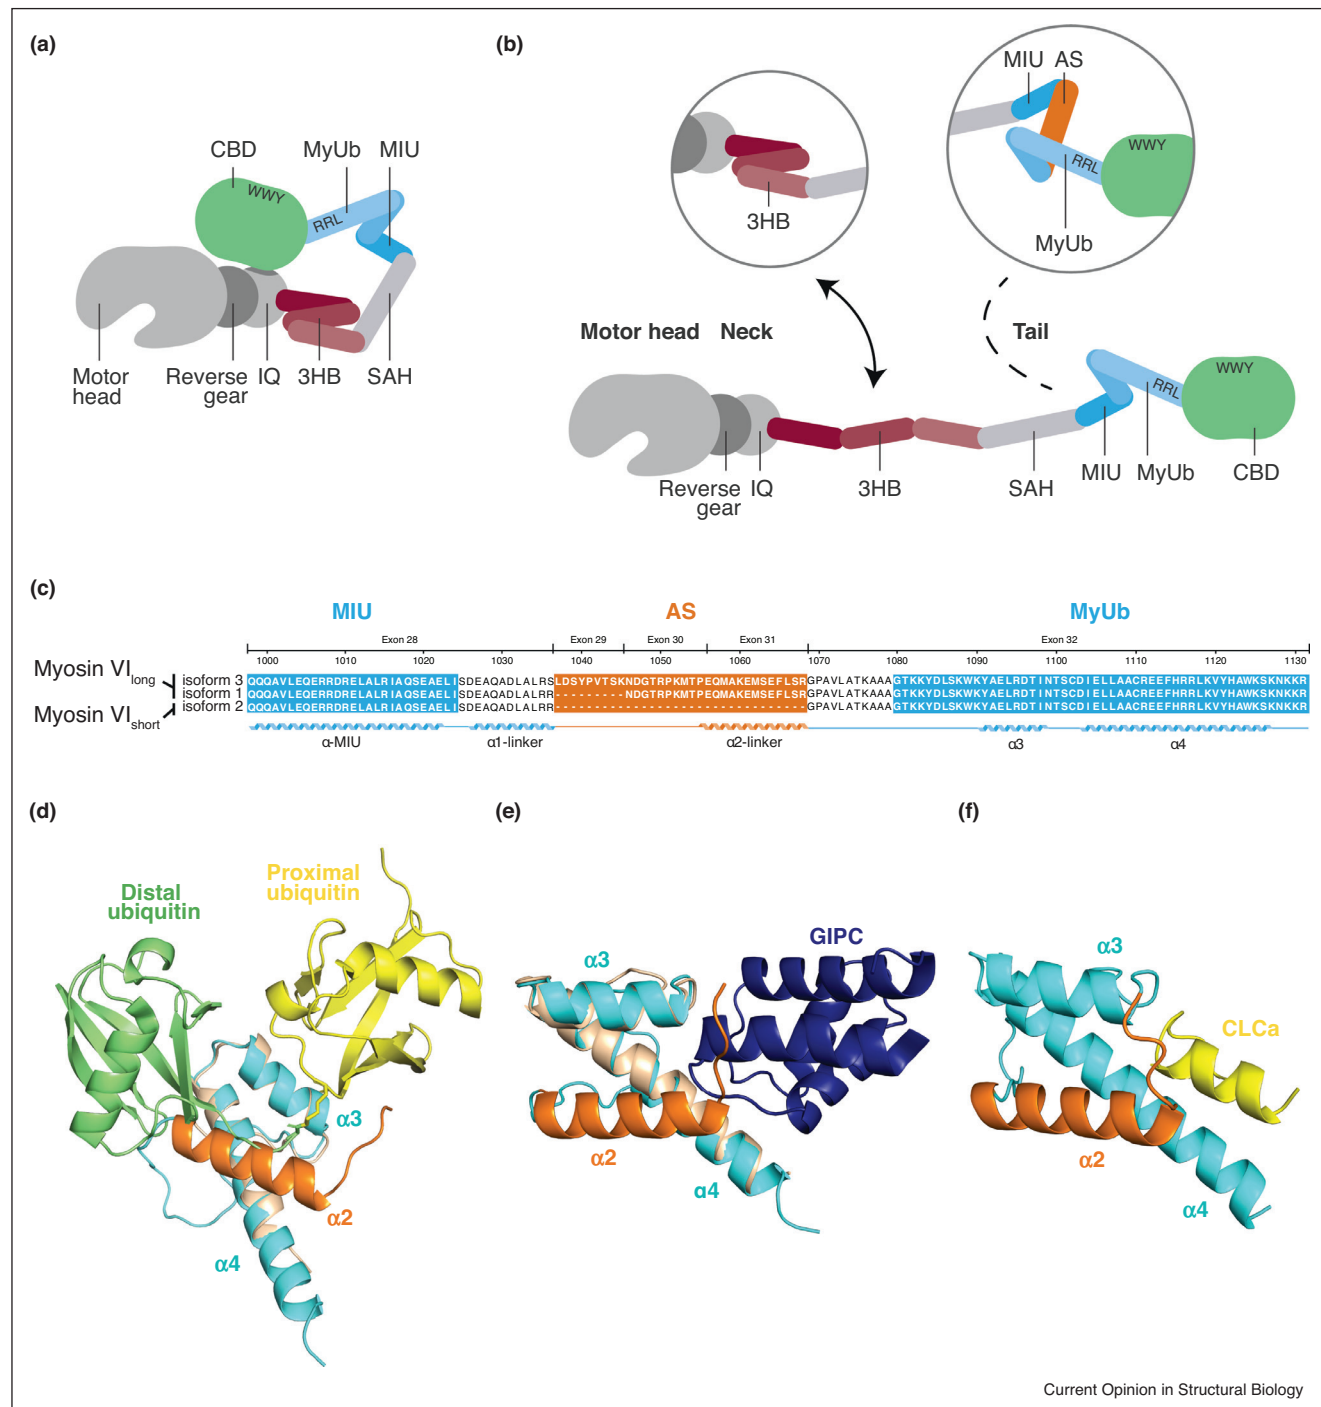 (a)
CBD
MyUb
MIU
WWY
RRL
Motor head
Reverse gear
IQ
3HB
SAH
(b)
MIU
AS
WWY
RRL
MyUb
3HB
Motor head
Neck
Tail
WWY
RRL
Reverse gear
IQ
3HB
SAH
MIU
MyUb
CBD
(c)
MIU
AS
MyUb
Exon 28
Exon 29
Exon 30
Exon 31
Exon 32
1000 1010 1020 1030 1040 1050 1060 1070 1080 1090 1100 1110 1120 1130
Myosin VIlong
Myosin VIshort
isoform 3 QQQAVLEQERRDRELALRIAQSEAELISDEAQADLALRSLDSYPVTSKNDGTRPKMTPEQMAKEMSEFLSRGPAVLATKAAAGTKKYDLSKWKYAELRDTINTSCDIELLAACREEFHRRLKVYHAWKSKNKKR
isoform 1 QQQAVLEQERRDRELALRIAQSEAELISDEAQADLALRR---------NDGTRPKMTPEQMAKEMSEFLSRGPAVLATKAAAGTKKYDLSKWKYAELRDTINTSCDIELLAACREEFHRRLKVYHAWKSKNKKR
isoform 2 QQQAVLEQERRDRELALRIAQSEAELISDEAQADLALRR--------------------------------GPAVLATKAAAGTKKYDLSKWKYAELRDTINTSCDIELLAACREEFHRRLKVYHAWKSKNKKR
α-MIU
α1-linker
α2-linker
α3
α4
(d)
Distal
ubiquitin
Proximal
ubiquitin
α3
α2
α4
(e)
GIPC
α3
α2
α4
(f)
α3
CLCa
α2
α4
Current Opinion in Structural Biology